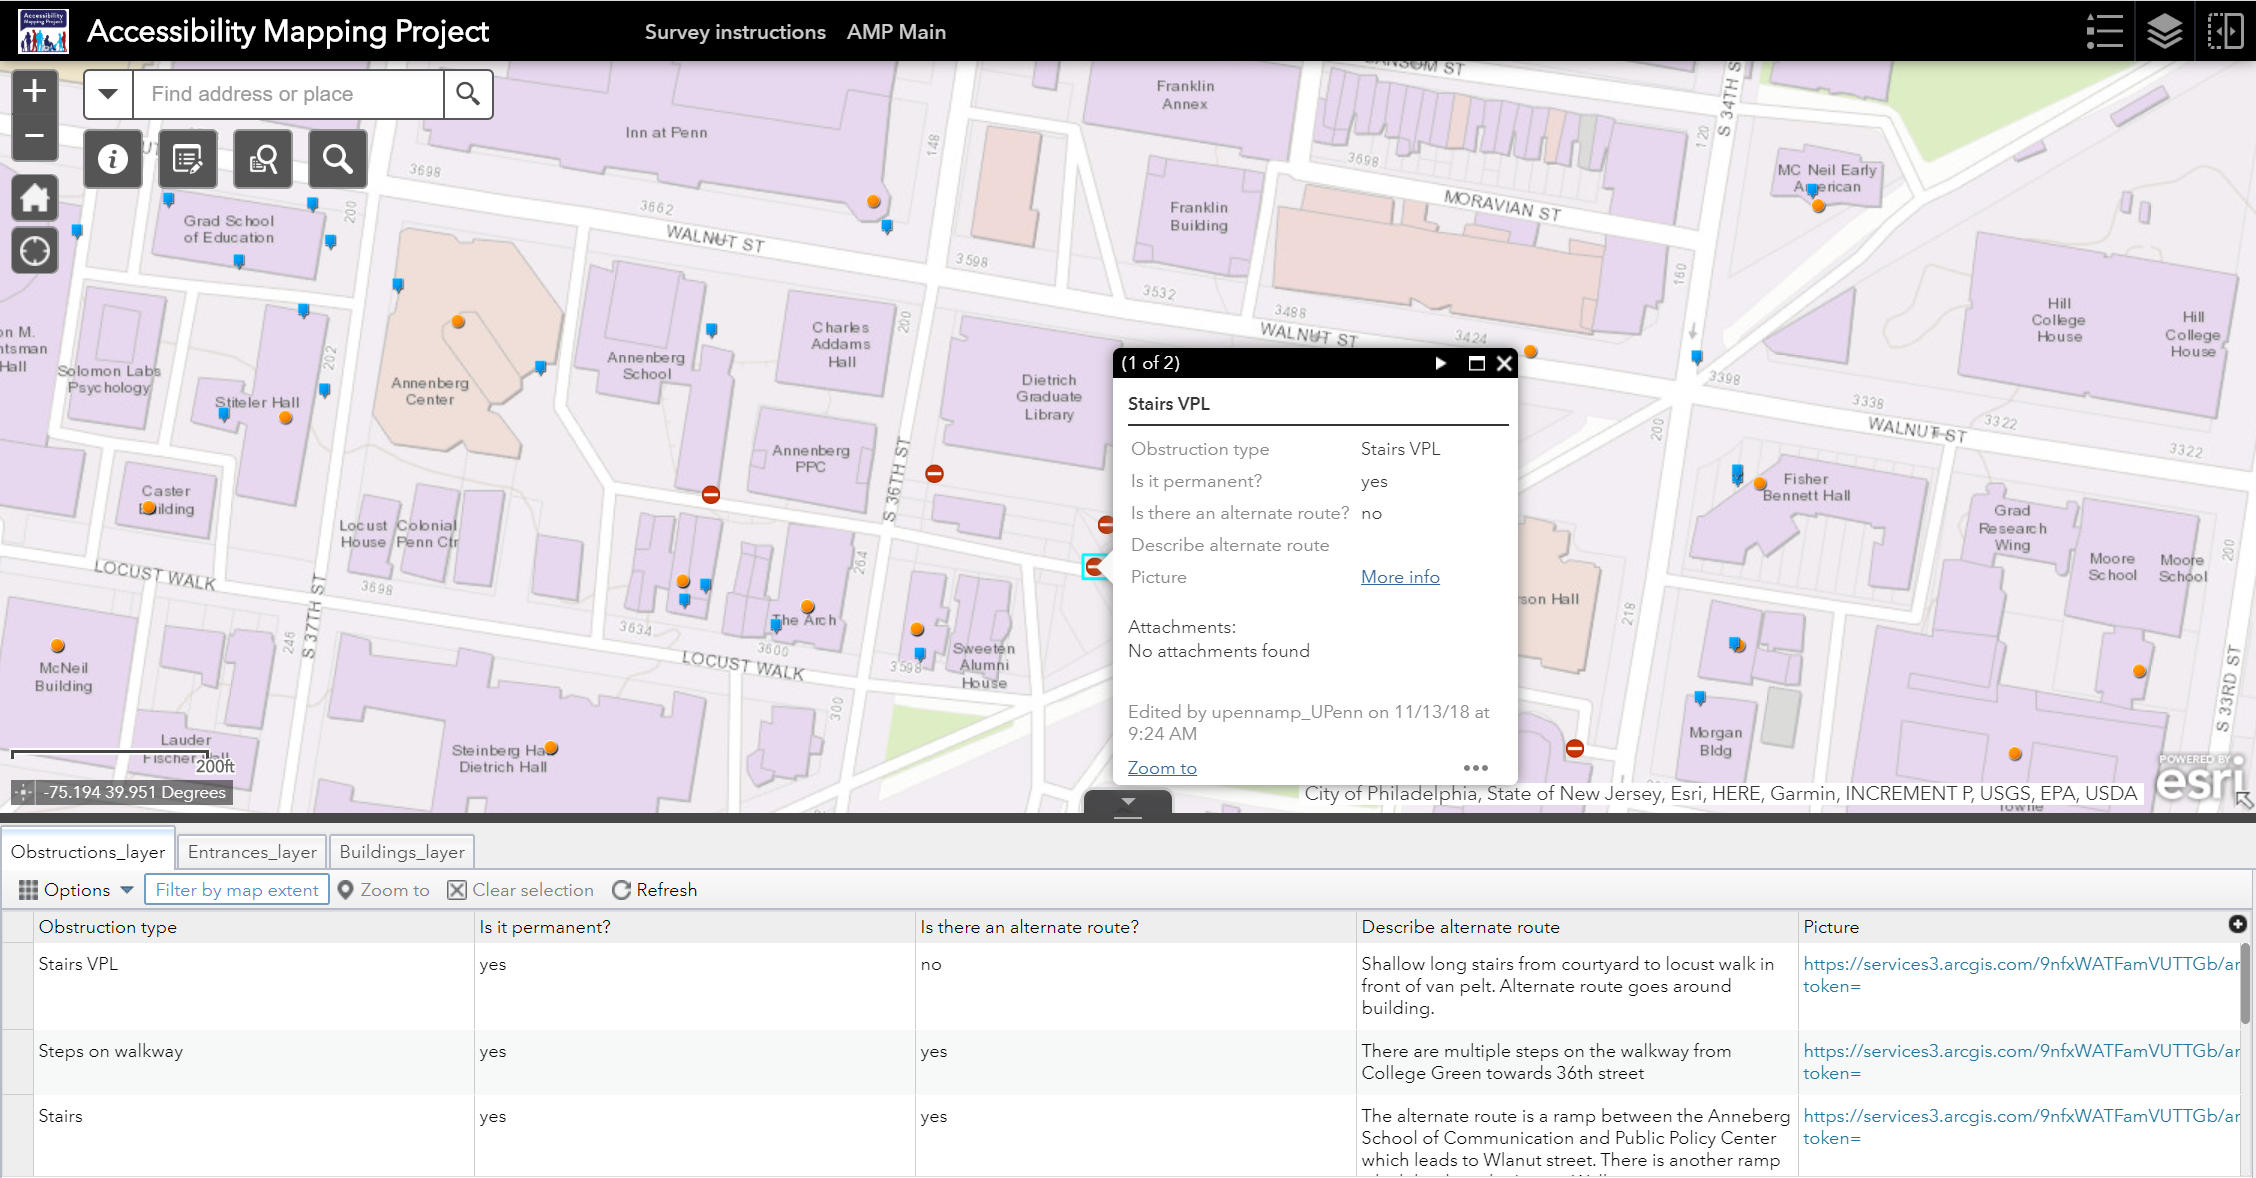 Accessibility Mapping Project
Accessibility Mapping Project
Survey instructions
AMP Main
+
−
Find address or place
Inn at Penn
Franklin Annex
SANSOM ST
S 34TH ST
148
120
3698
3698
MC Neil Early American
Grad School of Education
200
3662
WALNUT ST
Franklin Building
MORAVIAN ST
3598
160
3532
3488
WALNUT ST
3424
Hill College House
Hill College House
Solomon Labs Psychology
202
Annenberg School
Charles Addams Hall
200
Annenberg Center
Dietrich Graduate Library
Stiteler Hall
3398
3338
3322
WALNUT ST
3322
200
Annenberg PPC
S 36TH ST
Caster Building
Locust House
Colonial Penn Ctr
Fisher Bennett Hall
Grad Research Wing
Moore School
Moore School
200
LOCUST WALK
3698
S 37TH ST
264
218
3634
The Arch
3600
LOCUST WALK
3598
Sweeten Alumni House
246
McNeil Building
300
S 33RD ST
Lauder
Steinberg Hall
Dietrich Hall
Morgan Bldg
(1 of 2)
Stairs VPL
Obstruction type Stairs VPL
Is it permanent? yes
Is there an alternate route? no
Describe alternate route
Picture More info
Attachments:
No attachments found
Edited by upennamp_UPenn on 11/13/18 at
9:24 AM
Zoom to
200ft
-75.194 39.951 Degrees
POWERED BY
esri
City of Philadelphia, State of New Jersey, Esri, HERE, Garmin, INCREMENT P, USGS, EPA, USDA
Obstructions_layer Entrances_layer Buildings_layer
Options Filter by map extent Zoom to Clear selection Refresh
Obstruction type Is it permanent? Is there an alternate route? Describe alternate route Picture
Stairs VPL yes no Shallow long stairs from courtyard to locust walk in https://services3.arcgis.com/9nfxWATFamVUTTGb/ar
front of van pelt. Alternate route goes around token=
building.
Steps on walkway yes yes There are multiple steps on the walkway from https://services3.arcgis.com/9nfxWATFamVUTTGb/ar
College Green towards 36th street token=
Stairs yes yes The alternate route is a ramp between the Anneberg https://services3.arcgis.com/9nfxWATFamVUTTGb/ar
School of Communication and Public Policy Center token=
which leads to Wlanut street. There is another ramp